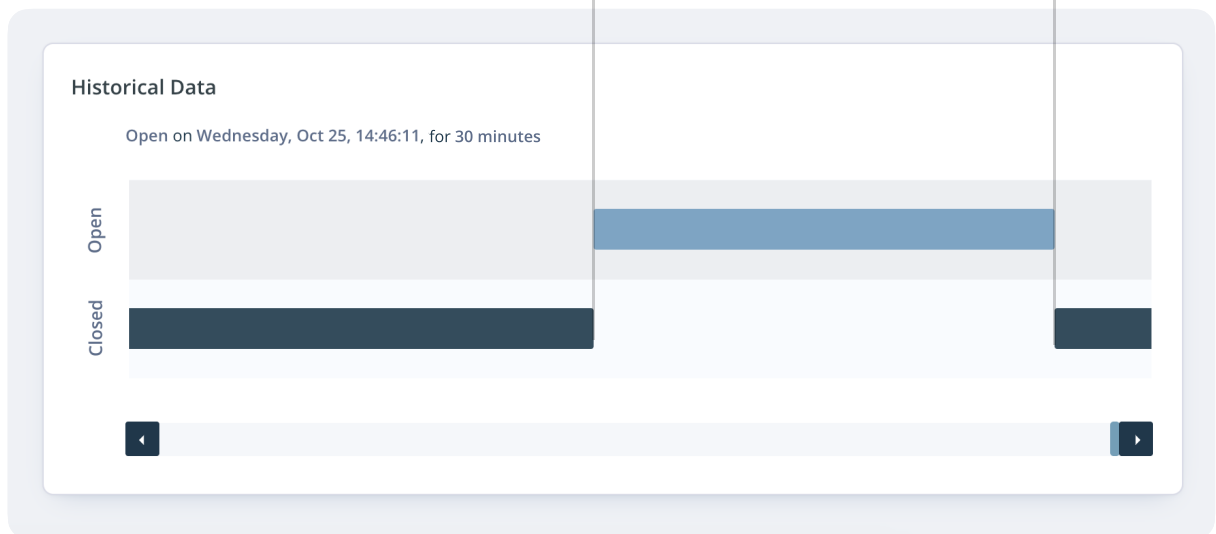 Historical Data
Open on Wednesday, Oct 25, 14:46:11, for 30 minutes
Open
Closed